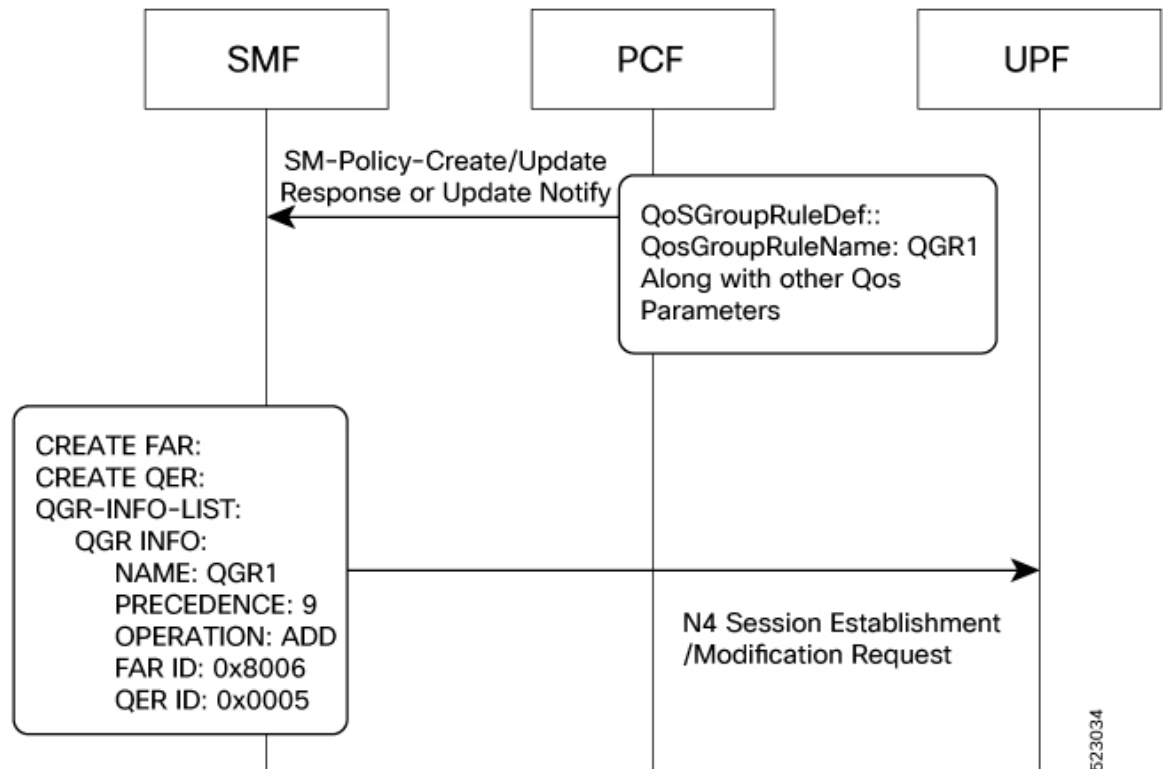 SMF
PCF
UPF
SM-Policy-Create/Update
Response or Update Notify
QoSGroupRuleDef::
QosGroupRuleName: QGR1
Along with other Qos
Parameters
CREATE FAR:
CREATE QER:
QGR-INFO-LIST:
QGR INFO:
NAME: QGR1
PRECEDENCE: 9
OPERATION: ADD
FAR ID: 0x8006
QER ID: 0x0005
N4 Session Establishment
/Modification Request
523034